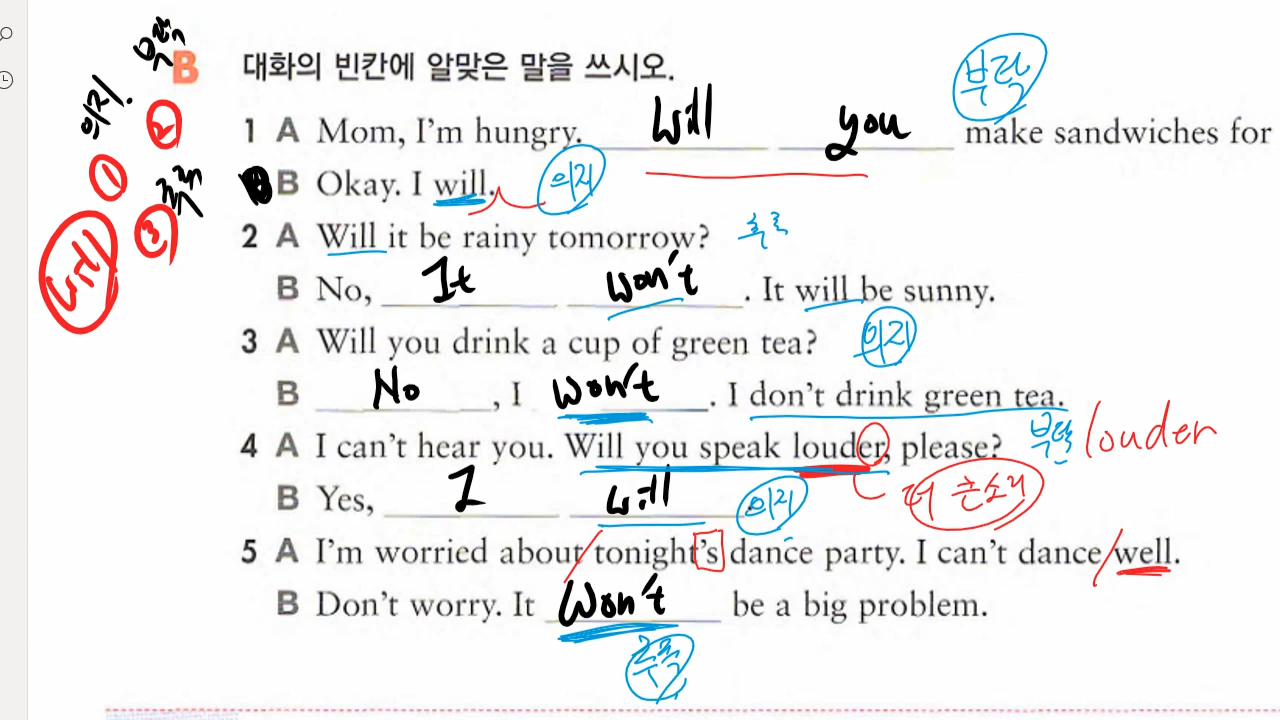 부탁
B 대화의 빈칸에 알맞은 말을 쓰시오. 부탁
의지 ②
1 A Mom, I'm hungry. Will you make sandwiches for
① B Okay. I will. 의지
추측 ③
will
2 A Will it be rainy tomorrow? 추측
B No, It won't. It will be sunny.
3 A Will you drink a cup of green tea? 의지
B No, I won't. I don't drink green tea.
4 A I can't hear you. Will you speak louder, please? 부탁 louder
B Yes, I will. 의지 더 큰소리
5 A I'm worried about tonight's dance party. I can't dance well.
B Don't worry. It Won't be a big problem.
추측